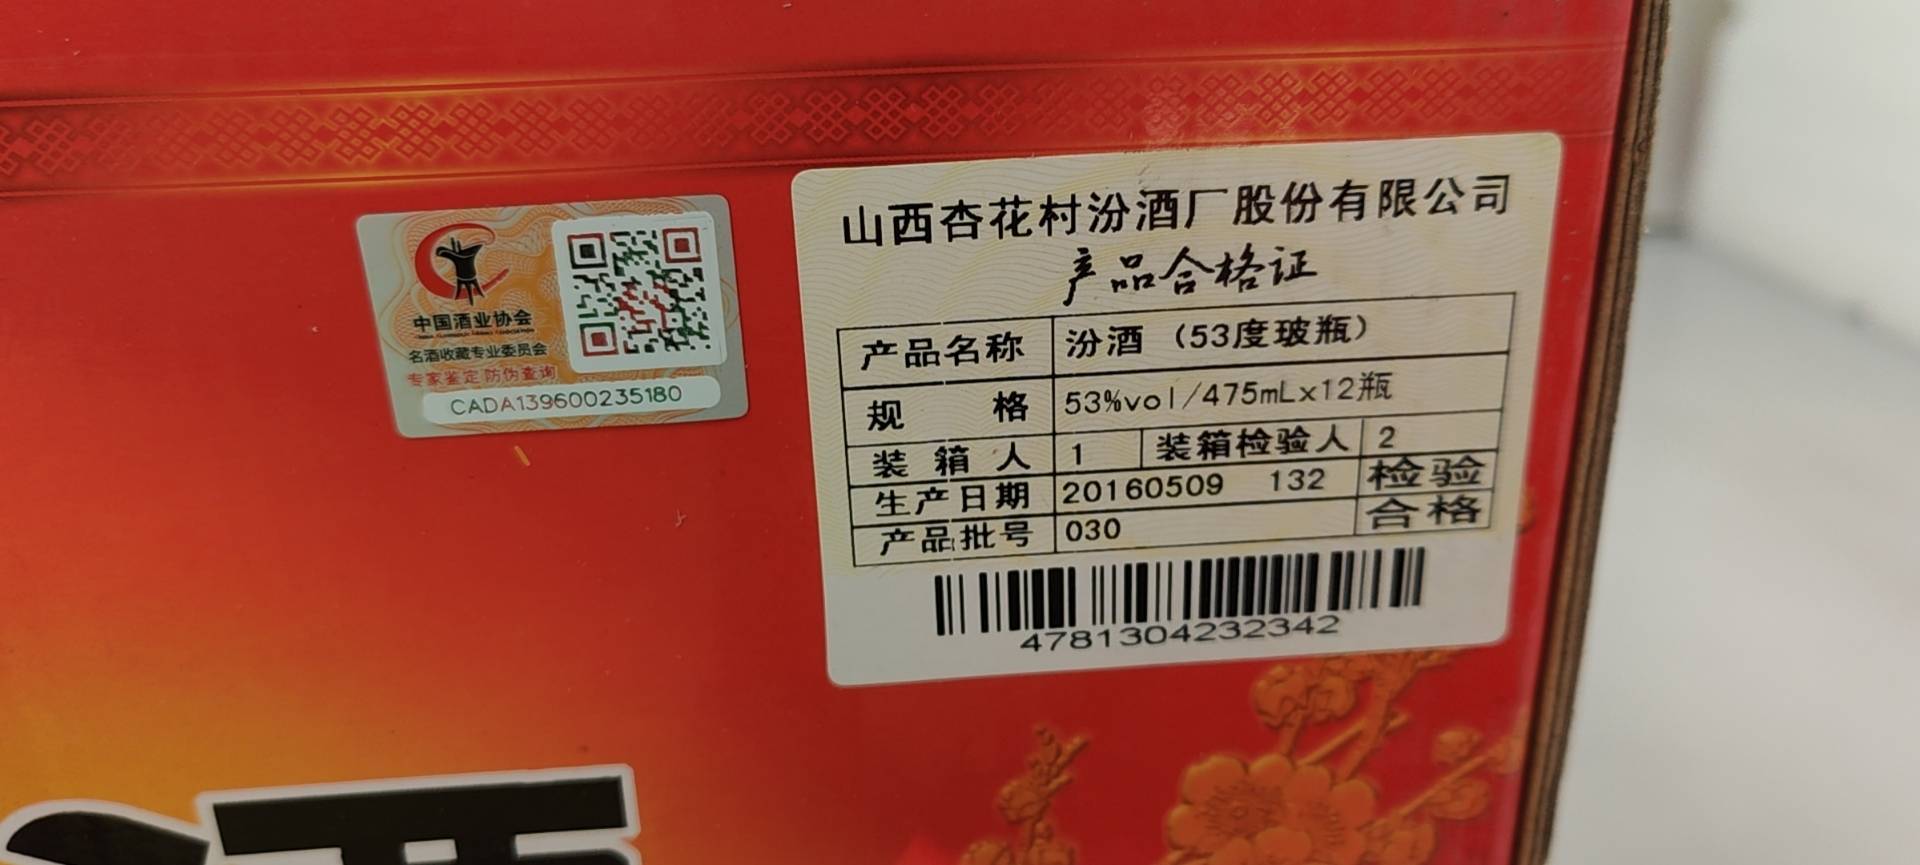 中国酒业协会
名酒收藏专业委员会
专家鉴定 防伪查询
CADA139600235180
山西杏花村汾酒厂股份有限公司
产品合格证
产品名称 汾酒（53度玻瓶）
规 格 53%vol/475mLx12瓶
装 箱 人 1 装箱检验人 2
生产日期 20160509 132 检验
产品批号 030 合格
4781304232342